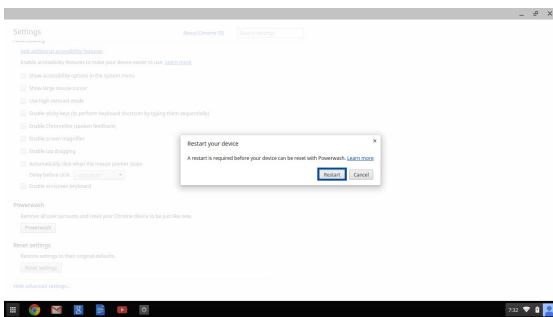 Settings
About Chrome OS
Search settings
Accessibility
Add additional accessibility features
Enable accessibility features to make your device easier to use. Learn more
Show accessibility options in the system menu
Show large mouse cursor
Use high contrast mode
Enable sticky keys (to perform keyboard shortcuts by typing them sequentially)
Enable ChromeVox (spoken feedback)
Enable screen magnifier
Enable tap dragging
Automatically click when the mouse pointer stops
Delay before click:
Enable on-screen keyboard
Restart your device
A restart is required before your device can be reset with Powerwash. Learn more
Restart
Cancel
Powerwash
Remove all user accounts and reset your Chrome device to be just like new.
Powerwash
Reset settings
Restore settings to their original defaults.
Reset settings
Hide advanced settings...
7:32